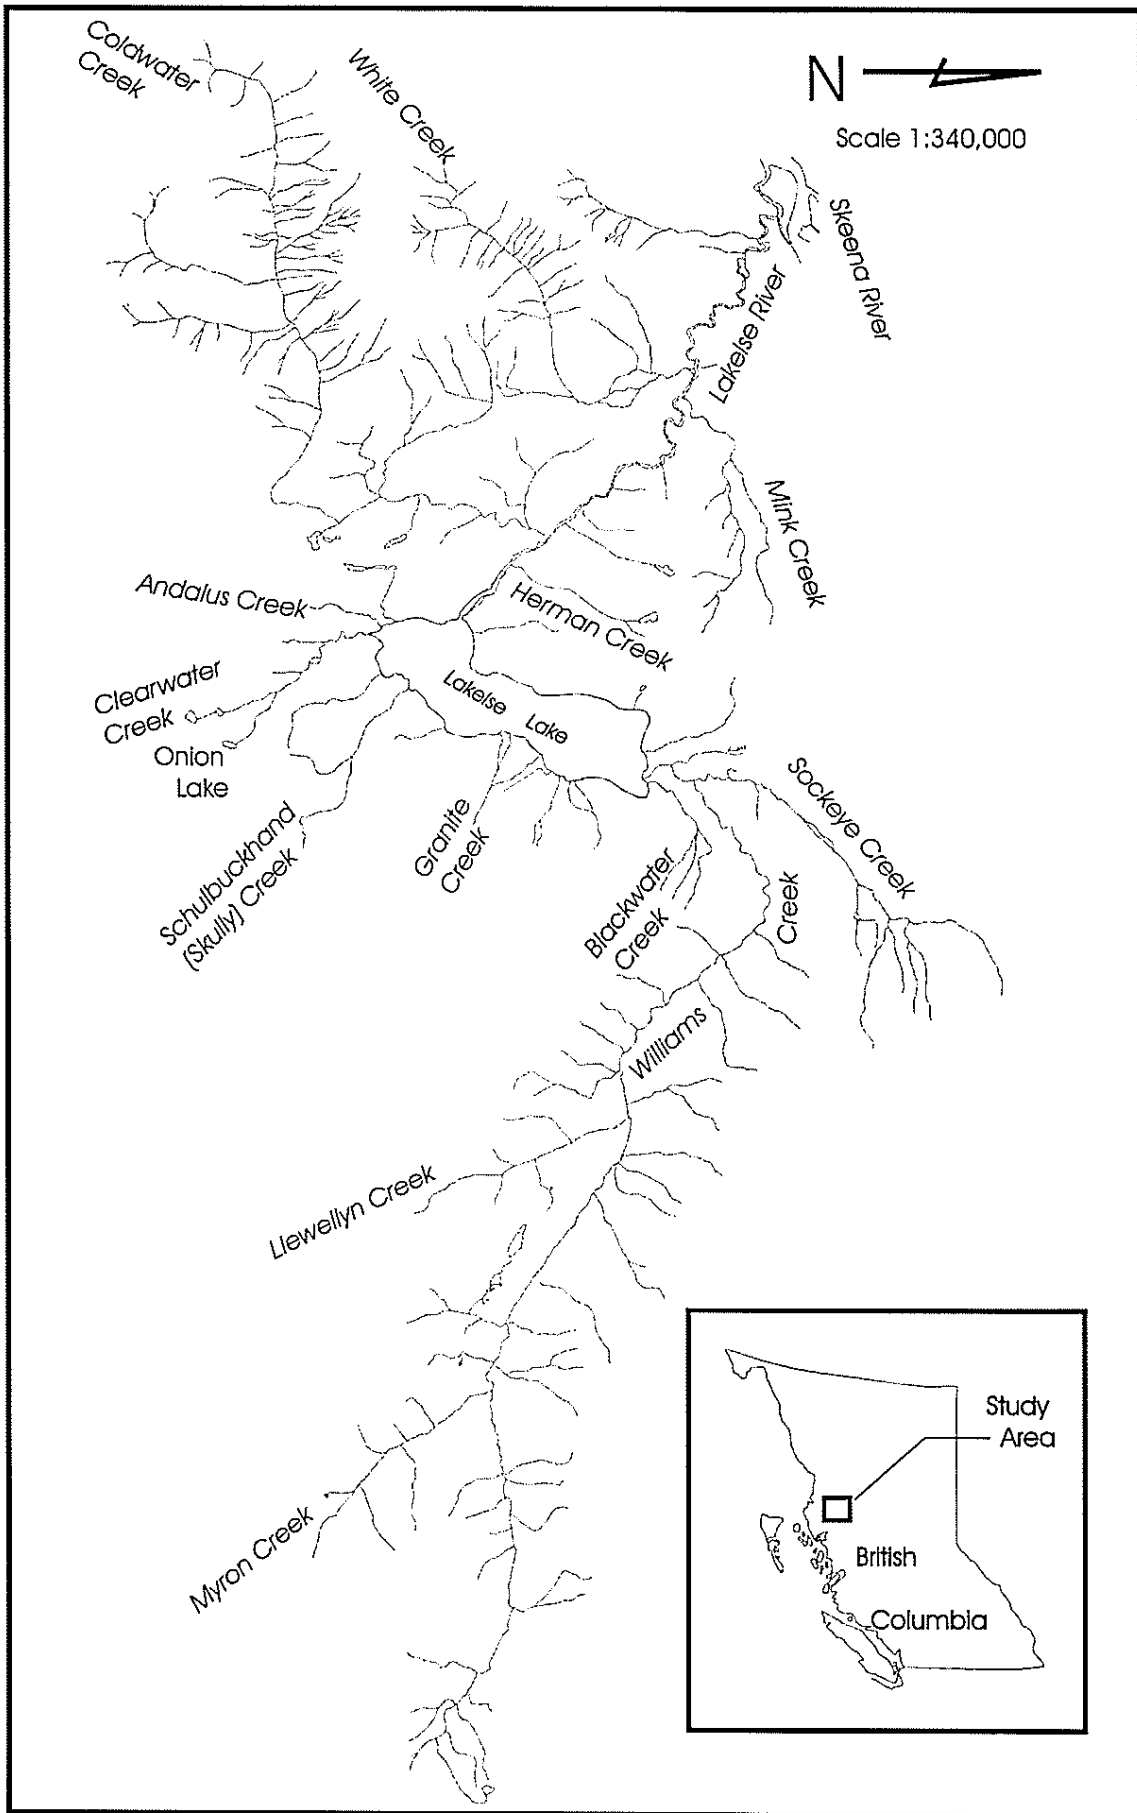 Coldwater
Creek
White Creek
N
Scale 1:340,000
Skeena River
Lakelse River
Mink Creek
Andalus Creek
Herman Creek
Clearwater
Creek
Lakelse Lake
Onion
Lake
Sockeye Creek
Granite
Creek
Schulbuckhand
(Skully) Creek
Blackwater
Creek
Creek
Williams
Llewellyn Creek
Myron Creek
Study
Area
British
Columbia